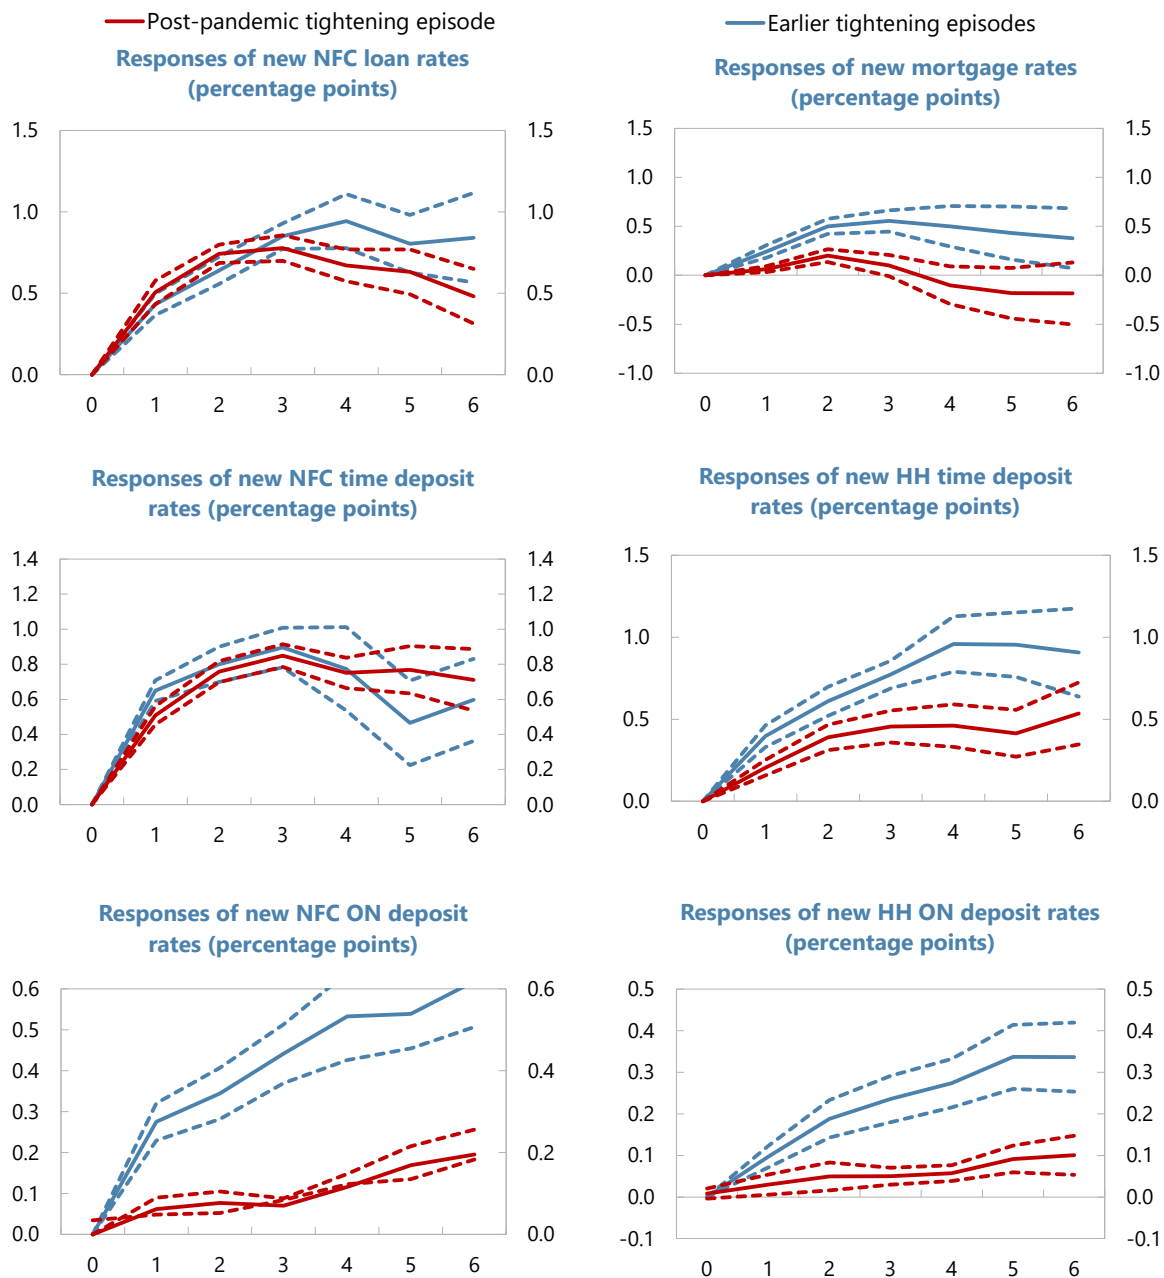 Post-pandemic tightening episode
Earlier tightening episodes
Responses of new NFC loan rates
(percentage points)
1.5 1.5
1.0 1.0
0.5 0.5
0.0 0.0
0 1 2 3 4 5 6
Responses of new mortgage rates
(percentage points)
1.5 1.5
1.0 1.0
0.5 0.5
0.0 0.0
-0.5 -0.5
-1.0 -1.0
0 1 2 3 4 5 6
Responses of new NFC time deposit
rates (percentage points)
1.4 1.4
1.2 1.2
1.0 1.0
0.8 0.8
0.6 0.6
0.4 0.4
0.2 0.2
0.0 0.0
0 1 2 3 4 5 6
Responses of new HH time deposit
rates (percentage points)
1.5 1.5
1.0 1.0
0.5 0.5
0.0 0.0
0 1 2 3 4 5 6
Responses of new NFC ON deposit
rates (percentage points)
0.6 0.6
0.5
0.4 0.4
0.3
0.2 0.2
0.1
0.0 0.0
0 1 2 3 4 5 6
Responses of new HH ON deposit rates
(percentage points)
0.5 0.5
0.4 0.4
0.3 0.3
0.2 0.2
0.1 0.1
0.0 0.0
-0.1 -0.1
0 1 2 3 4 5 6